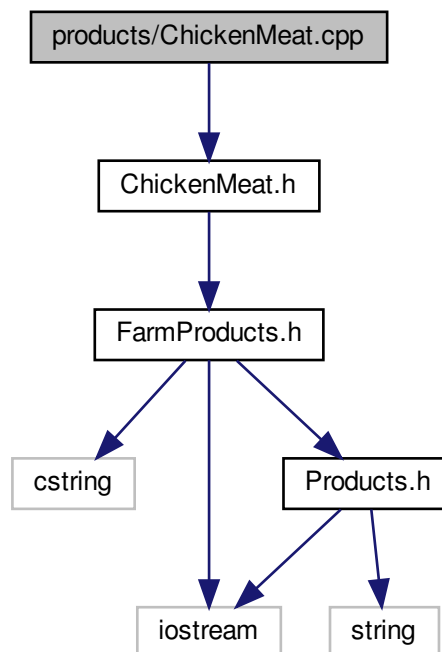 products/ChickenMeat.cpp
ChickenMeat.h
FarmProducts.h
cstring
Products.h
iostream
string